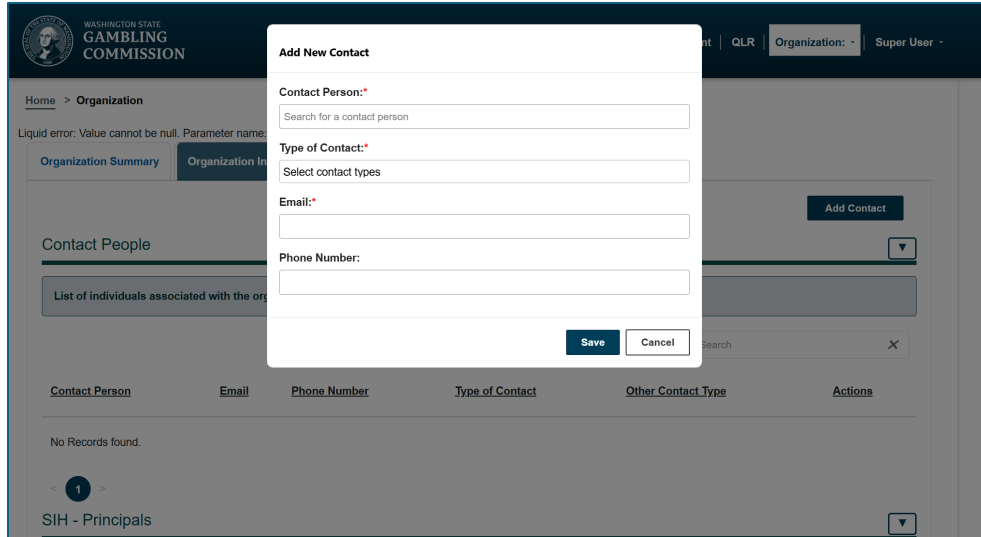 WASHINGTON STATE
GAMBLING
COMMISSION
nt | QLR | Organization: - | Super User -
Home > Organization
Liquid error: Value cannot be null. Parameter name:
Organization Summary
Organization In
Add New Contact
Contact Person:*
Search for a contact person
Type of Contact:*
Select contact types
Email:*
Phone Number:
Save
Cancel
Add Contact
Contact People
▼
List of individuals associated with the org
Search
Contact Person Email Phone Number Type of Contact Other Contact Type Actions
No Records found.
< 1 >
SIH - Principals
▼